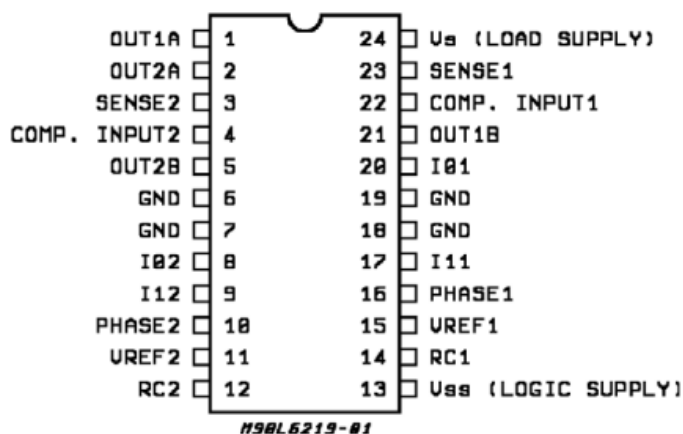 OUT1A 1 24 Vs (LOAD SUPPLY)
OUT2A 2 23 SENSE1
SENSE2 3 22 COMP. INPUT1
COMP. INPUT2 4 21 OUT1B
OUT2B 5 20 I01
GND 6 19 GND
GND 7 18 GND
I02 8 17 I11
I12 9 16 PHASE1
PHASE2 10 15 VREF1
VREF2 11 14 RC1
RC2 12 13 Vss (LOGIC SUPPLY)
M90L6219-01